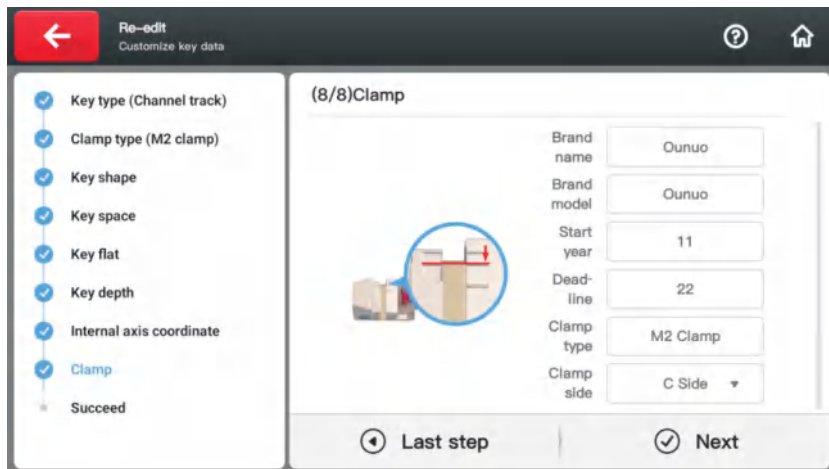 Re-edit
Customize key data
Key type (Channel track)
Clamp type (M2 clamp)
Key shape
Key space
Key flat
Key depth
Internal axis coordinate
Clamp
Succeed
(8/8)Clamp
Brand
name
Ounuo
Brand
model
Ounuo
Start
year
11
Dead-
line
22
Clamp
type
M2 Clamp
Clamp
side
C Side
Last step
Next